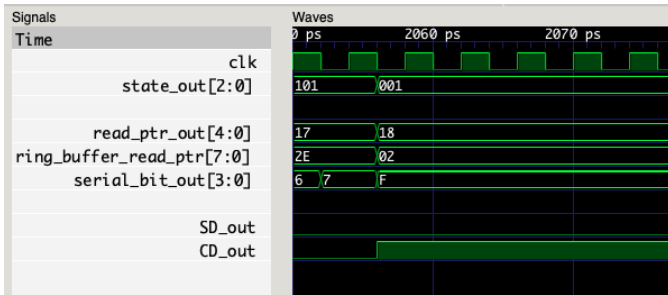 Signals Waves
Time 0 ps 2060 ps 2070 ps
clk
state_out[2:0] 101 001
read_ptr_out[4:0] 17 18
ring_buffer_read_ptr[7:0] 2E 02
serial_bit_out[3:0] 6 7 F
SD_out
CD_out